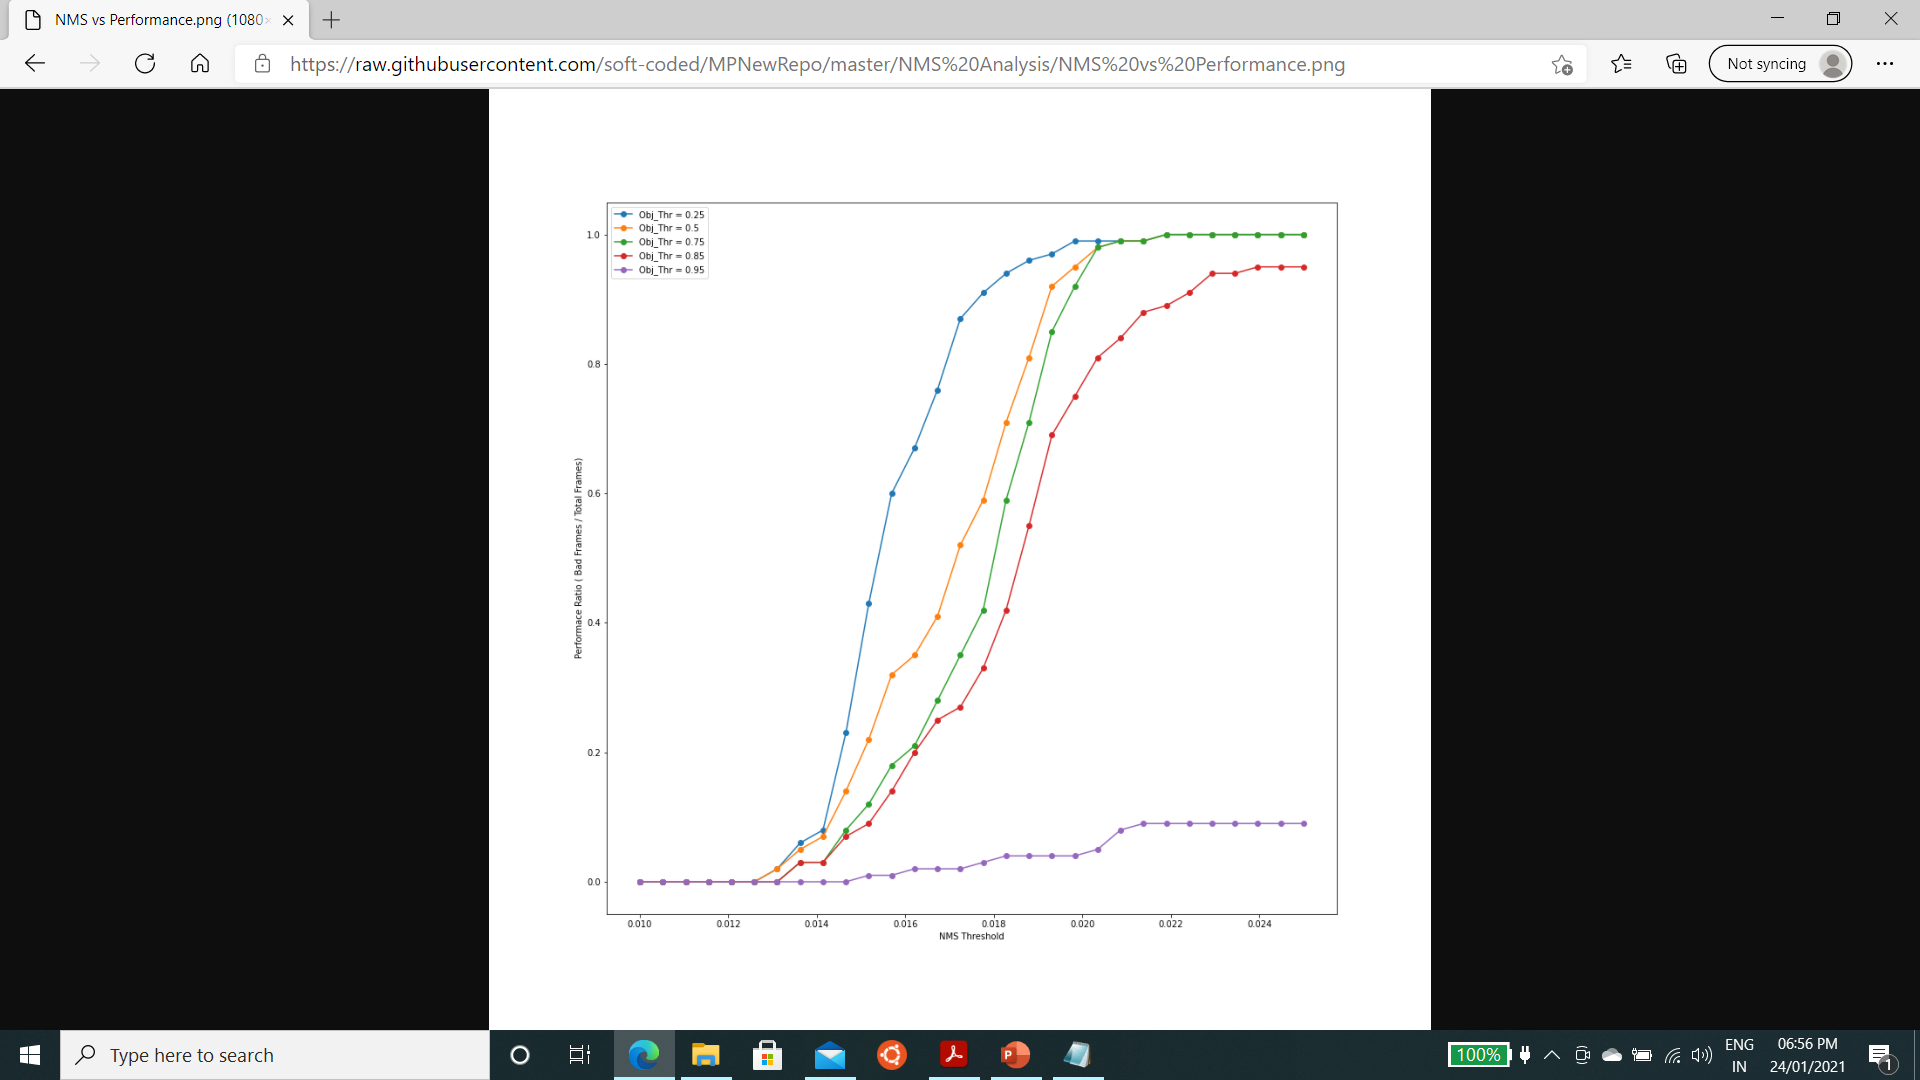 NMS vs Performance.png (1080×
https://raw.githubusercontent.com/soft-coded/MPNewRepo/master/NMS%20Analysis/NMS%20vs%20Performance.png
Not syncing
Obj_Thr = 0.25
Obj_Thr = 0.5
Obj_Thr = 0.75
Obj_Thr = 0.85
Obj_Thr = 0.95
1.0
0.8
0.6
0.4
0.2
0.0
Performace Ratio ( Bad Frames / Total Frames)
0.010 0.012 0.014 0.016 0.018 0.020 0.022 0.024
NMS Threshold
Type here to search
100%
ENG
IN
06:56 PM
24/01/2021
1